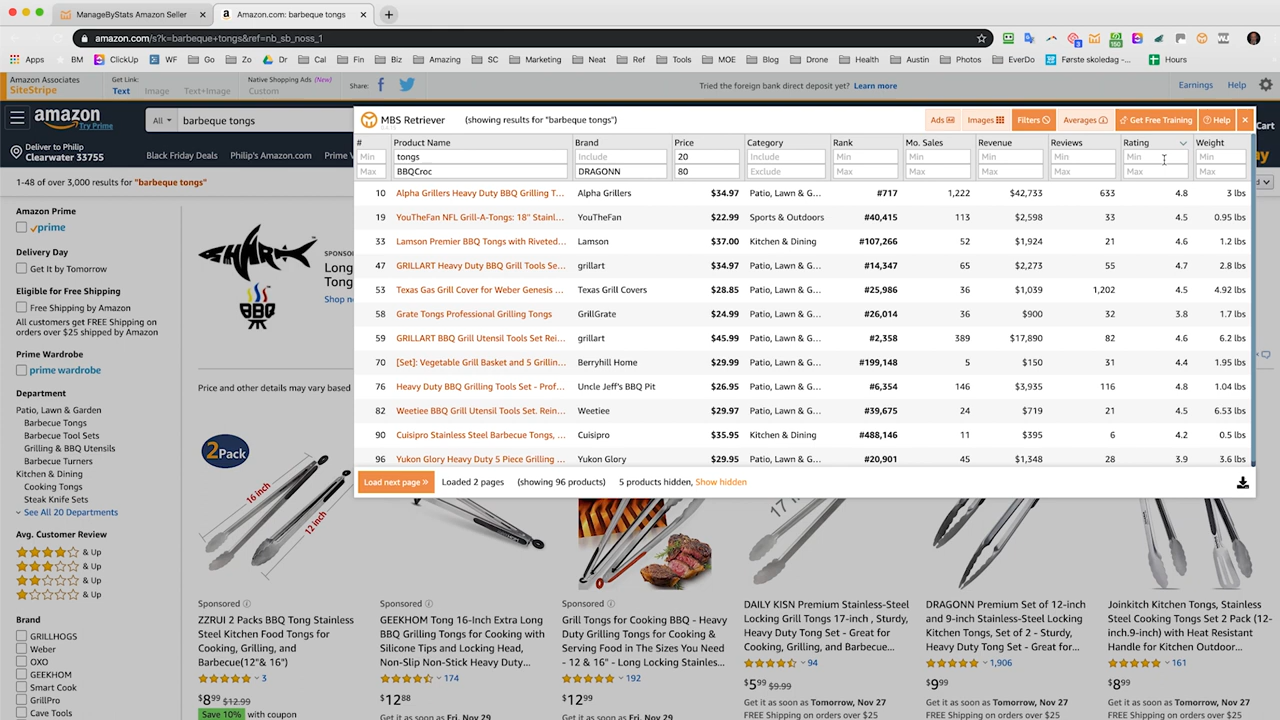 ManageByStats Amazon Seller
Amazon.com: barbeque tongs
amazon.com/s?k=barbeque+tongs&ref=nb_sb_noss_1
Apps BM ClickUp WF Go Zo Dr Cal Fin Biz Amazing SC Marketing Neat Ref Tools MOE Blog Drone Health Austin Photos EverDo Første skoledag -... Hours
Amazon Associates
SiteStripe
Get Link:
Text Image Text+Image
Native Shopping Ads (New)
Custom
Share:
Tried the foreign bank direct deposit yet? Learn more
Earnings Help
amazon
Try Prime
All barbeque tongs
Deliver to Philip
Clearwater 33755
Black Friday Deals Philip's Amazon.com Prime V
1-48 of over 3,000 results for "barbeque tongs"
MBS Retriever (showing results for "barbeque tongs")
Ads Images Filters Averages Get Free Training Help
# Product Name Brand Price Category Rank Mo. Sales Revenue Reviews Rating Weight
Min tongs Include 20 Include Min Min Min Min Min Min
Max BBQCroc DRAGONN 80 Exclude Max Max Max Max Max Max
10 Alpha Grillers Heavy Duty BBQ Grilling T... Alpha Grillers $34.97 Patio, Lawn & G... #717 1,222 $42,733 633 4.8 3 lbs
19 YouTheFan NFL Grill-A-Tongs: 18" Stainl... YouTheFan $22.99 Sports & Outdoors #40,415 113 $2,598 33 4.5 0.95 lbs
33 Lamson Premier BBQ Tongs with Riveted... Lamson $37.00 Kitchen & Dining #107,266 52 $1,924 21 4.6 1.2 lbs
47 GRILLART Heavy Duty BBQ Grill Tools Se... grillart $34.97 Patio, Lawn & G... #14,347 65 $2,273 55 4.7 2.8 lbs
53 Texas Gas Grill Cover for Weber Genesis ... Texas Grill Covers $28.85 Patio, Lawn & G... #25,986 36 $1,039 1,202 4.5 4.92 lbs
58 Grate Tongs Professional Grilling Tongs GrillGrate $24.99 Patio, Lawn & G... #26,014 36 $900 32 3.8 1.7 lbs
59 GRILLART BBQ Grill Utensil Tools Set Rei... grillart $45.99 Patio, Lawn & G... #2,358 389 $17,890 82 4.6 6.2 lbs
70 [Set]: Vegetable Grill Basket and 5 Grillin... Berryhill Home $29.99 Patio, Lawn & G... #199,148 5 $150 31 4.4 1.95 lbs
76 Heavy Duty BBQ Grilling Tools Set - Prof... Uncle Jeff's BBQ Pit $26.95 Patio, Lawn & G... #6,354 146 $3,935 116 4.8 1.04 lbs
82 Weetiee BBQ Grill Utensil Tools Set. Rein... Weetiee $29.97 Patio, Lawn & G... #39,675 24 $719 21 4.5 6.53 lbs
90 Cuisipro Stainless Steel Barbecue Tongs, ... Cuisipro $35.95 Kitchen & Dining #488,146 11 $395 6 4.2 0.5 lbs
96 Yukon Glory Heavy Duty 5 Piece Grilling ... Yukon Glory $29.95 Patio, Lawn & G... #20,901 45 $1,348 28 3.9 3.6 lbs
Load next page » Loaded 2 pages (showing 96 products) 5 products hidden, Show hidden
Amazon Prime
prime
Delivery Day
Get It by Tomorrow
Eligible for Free Shipping
Free Shipping by Amazon
All customers get FREE Shipping on
orders over $25 shipped by Amazon
Prime Wardrobe
prime wardrobe
Department
Patio, Lawn & Garden
Barbecue Tongs
Barbecue Tool Sets
Grilling & BBQ Utensils
Barbecue Turners
Kitchen & Dining
Cooking Tongs
Steak Knife Sets
See All 20 Departments
Avg. Customer Review
& Up
& Up
& Up
& Up
Brand
GRILLHOGS
Weber
OXO
GEEKHOM
Smart Cook
GrillPro
Cave Tools
SHARK
BBQ
SPONSO
Long
Tong
Shop no
Price and other details may vary based
2 Pack
16 inch
12 inch
17 inch
Sponsored
ZZRUI 2 Packs BBQ Tong Stainless
Steel Kitchen Food Tongs for
Cooking, Grilling, and
Barbecue(12"& 16")
3
$8 99 $12.99
Save 10% with coupon
Sponsored
GEEKHOM Tong 16-Inch Extra Long
BBQ Grilling Tongs for Cooking with
Silicone Tips and Locking Head,
Non-Slip Non-Stick Heavy Duty...
174
$12 88
Get it as soon as Fri, Nov 29
Sponsored
Grill Tongs for Cooking BBQ - Heavy
Duty Grilling Tongs for Cooking &
Serving Food in The Sizes You Need
- 12 & 16" - Long Locking Stainles...
192
$12 99
Get it as soon as Fri, Nov 29
DAILY KISN Premium Stainless-Steel
Locking Grill Tongs 17-inch , Sturdy,
Heavy Duty Tong Set - Great for
Cooking, Grilling, and Barbecue...
94
$5 99 $9.99
Get it as soon as Tomorrow, Nov 27
FREE Shipping on orders over $25
DRAGONN Premium Set of 12-inch
and 9-inch Stainless-Steel Locking
Kitchen Tongs, Set of 2 - Sturdy,
Heavy Duty Tong Set - Great for...
1,906
$9 99
Get it as soon as Tomorrow, Nov 27
FREE Shipping on orders over $25
Joinkitch Kitchen Tongs, Stainless
Steel Cooking Tongs Set 2 Pack (12-
inch.9-inch) with Heat Resistant
Handle for Kitchen Outdoor...
161
$8 99
Get it as soon as Tomorrow, Nov 27
FREE Shipping on orders over $25